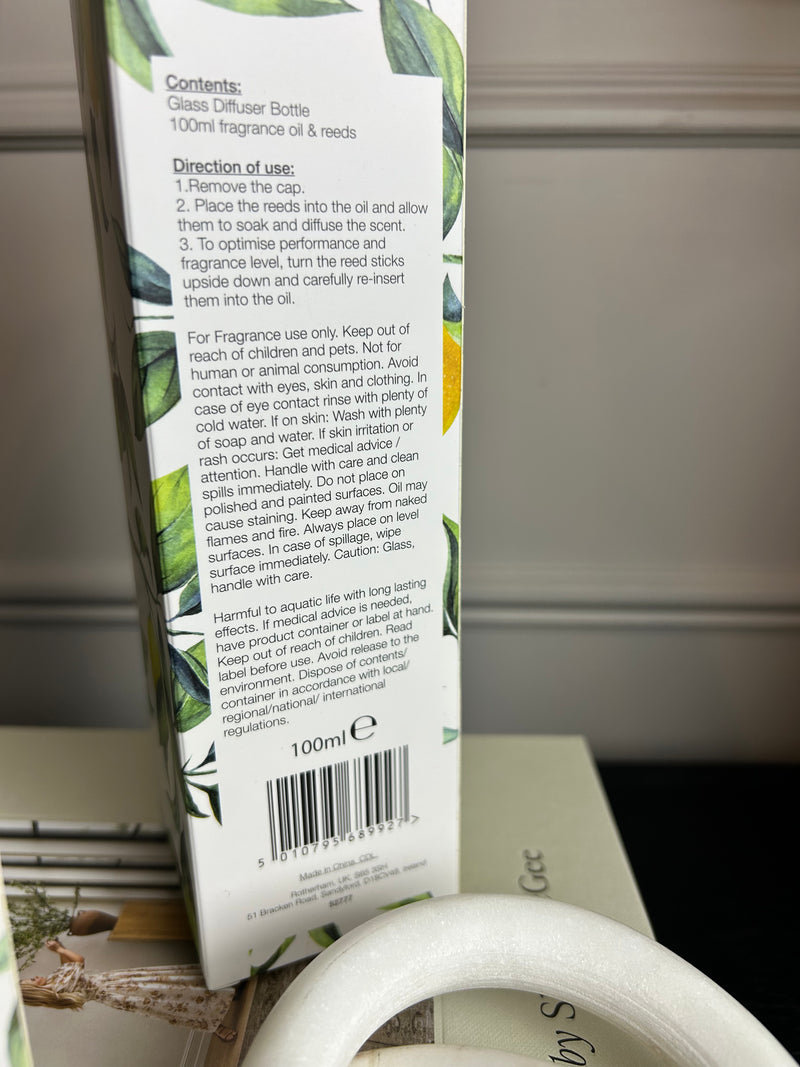 Contents:
Glass Diffuser Bottle
100ml fragrance oil & reeds
Direction of use:
1.Remove the cap.
2. Place the reeds into the oil and allow
them to soak and diffuse the scent.
3. To optimise performance and
fragrance level, turn the reed sticks
upside down and carefully re-insert
them into the oil.
For Fragrance use only. Keep out of
reach of children and pets. Not for
human or animal consumption. Avoid
contact with eyes, skin and clothing. In
case of eye contact rinse with plenty of
cold water. If on skin: Wash with plenty
of soap and water. If skin irritation or
rash occurs: Get medical advice /
attention. Handle with care and clean
spills immediately. Do not place on
polished and painted surfaces. Oil may
cause staining. Keep away from naked
flames and fire. Always place on level
surfaces. In case of spillage, wipe
surface immediately. Caution: Glass,
handle with care.
Harmful to aquatic life with long lasting
effects. If medical advice is needed,
have product container or label at hand.
Keep out of reach of children. Read
label before use. Avoid release to the
environment. Dispose of contents/
container in accordance with local/
regional/national/ international
regulations.
100ml e
5 010795 689927 >
Made in China. CDL,
Rotherham, UK, S65 3SH
51 Bracken Road, Sandyford, D18CV48, Ireland
52777
Gee
by S